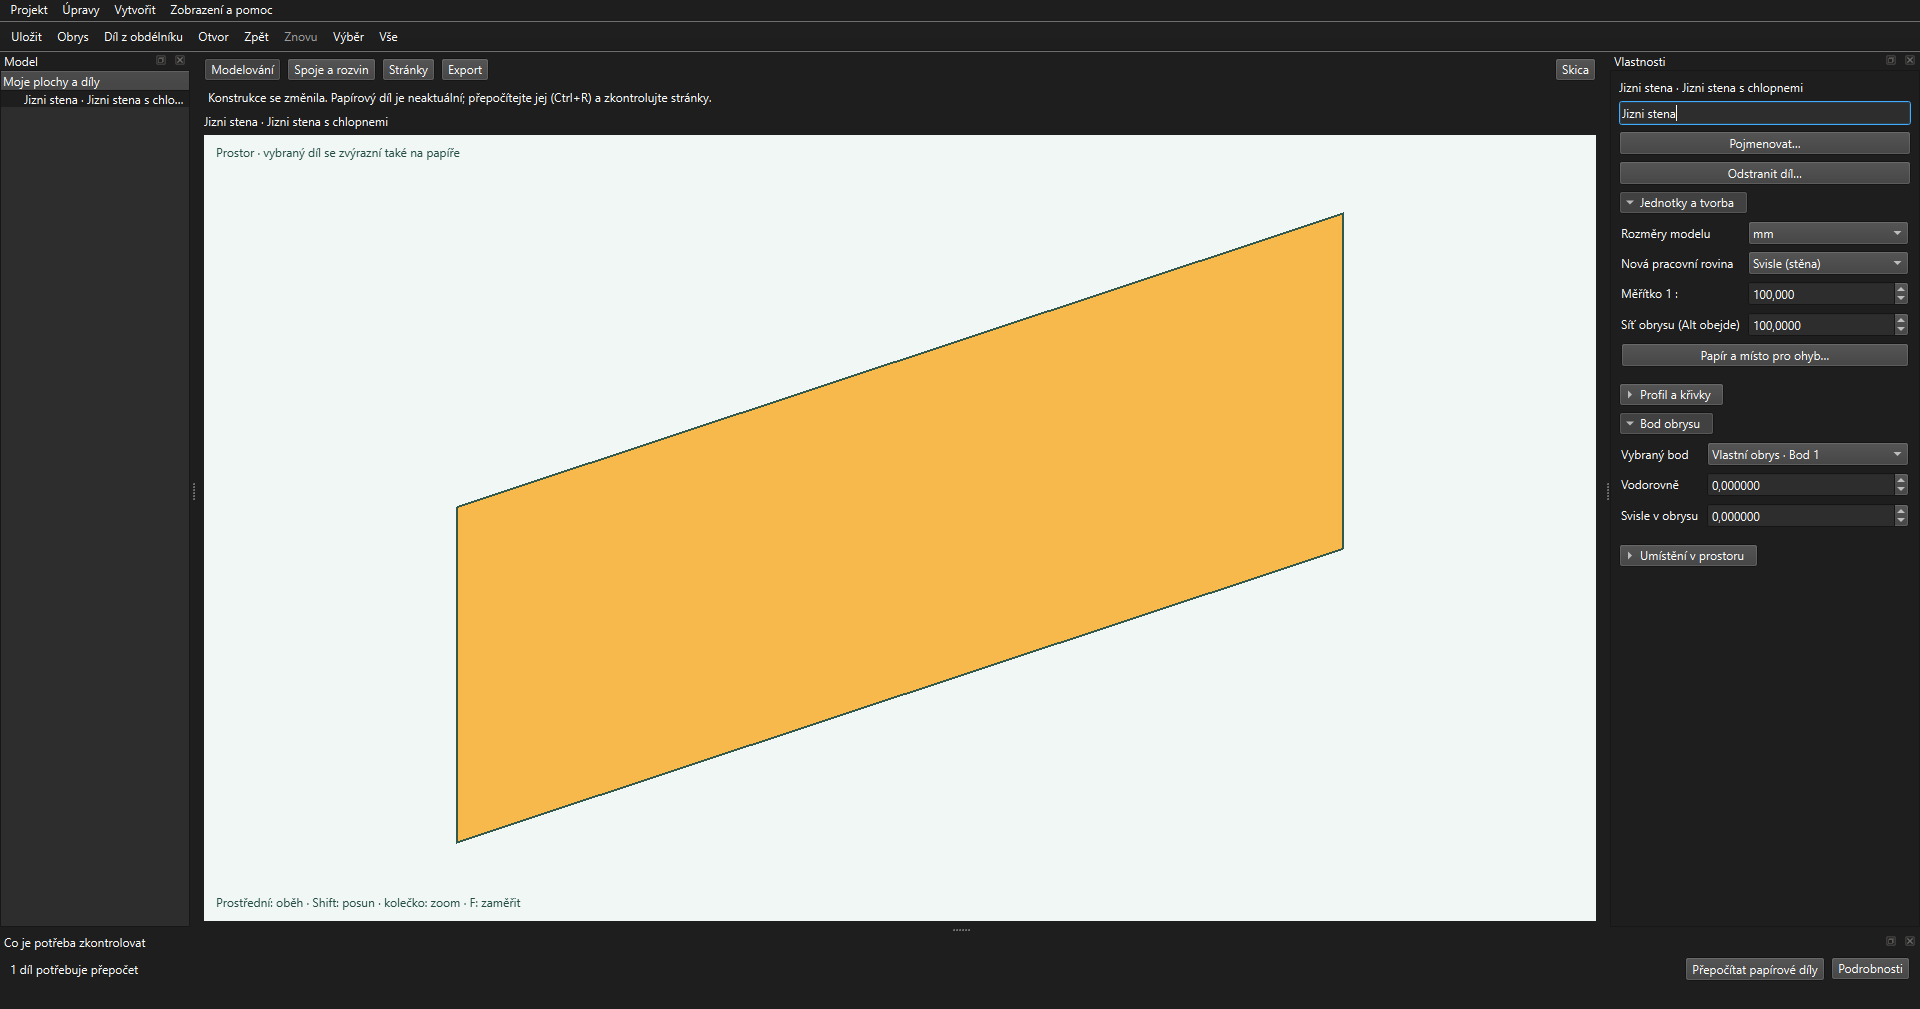 Projekt Úpravy Vytvořit Zobrazení a pomoc
Uložit Obrys Díl z obdélníku Otvor Zpět Znovu Výběr Vše
Model
Moje plochy a díly
Jizni stena · Jizni stena s chlo...
Modelování Spoje a rozvin Stránky Export Skica
Konstrukce se změnila. Papírový díl je neaktuální; přepočítejte jej (Ctrl+R) a zkontrolujte stránky.
Jizni stena · Jizni stena s chlopnemi
Prostor · vybraný díl se zvýrazní také na papíře
Prostřední: oběh · Shift: posun · kolečko: zoom · F: zaměřit
Vlastnosti
Jizni stena · Jizni stena s chlopnemi
Jizni stena
Pojmenovat...
Odstranit díl...
Jednotky a tvorba
Rozměry modelu mm
Nová pracovní rovina Svisle (stěna)
Měřítko 1 : 100,000
Síť obrysu (Alt obejde) 100,0000
Papír a místo pro ohyb...
Profil a křivky
Bod obrysu
Vybraný bod Vlastní obrys · Bod 1
Vodorovně 0,000000
Svisle v obrysu 0,000000
Umístění v prostoru
Co je potřeba zkontrolovat
1 díl potřebuje přepočet
Přepočítat papírové díly Podrobnosti